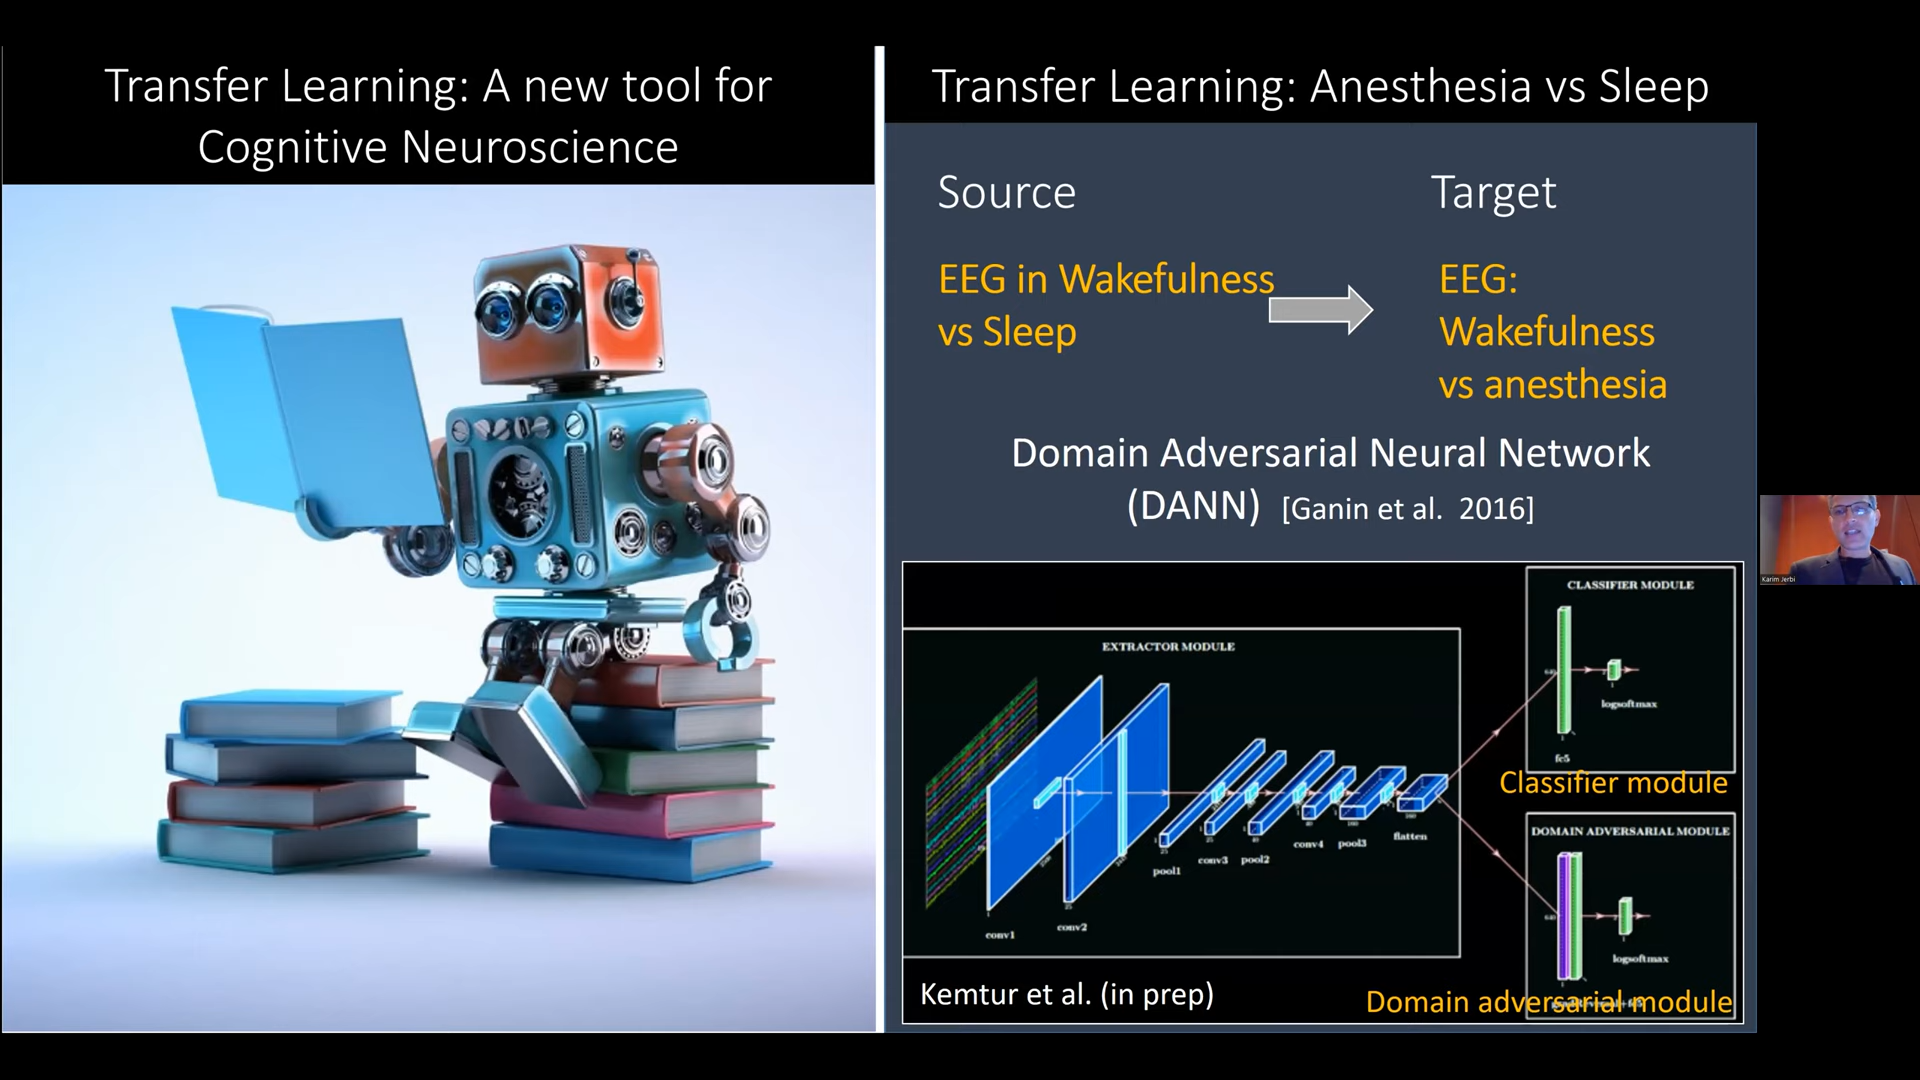 Transfer Learning: A new tool for
Cognitive Neuroscience
Transfer Learning: Anesthesia vs Sleep
Source
Target
EEG in Wakefulness
vs Sleep
EEG:
Wakefulness
vs anesthesia
Domain Adversarial Neural Network
(DANN) [Ganin et al. 2016]
EXTRACTOR MODULE
conv1
conv2
pool1
conv3
pool2
conv4
pool3
flatten
CLASSIFIER MODULE
logsoftmax
fc5
Classifier module
DOMAIN ADVERSARIAL MODULE
logsoftmax
Domain adversarial module
Kemtur et al. (in prep)
Karim Jerbi